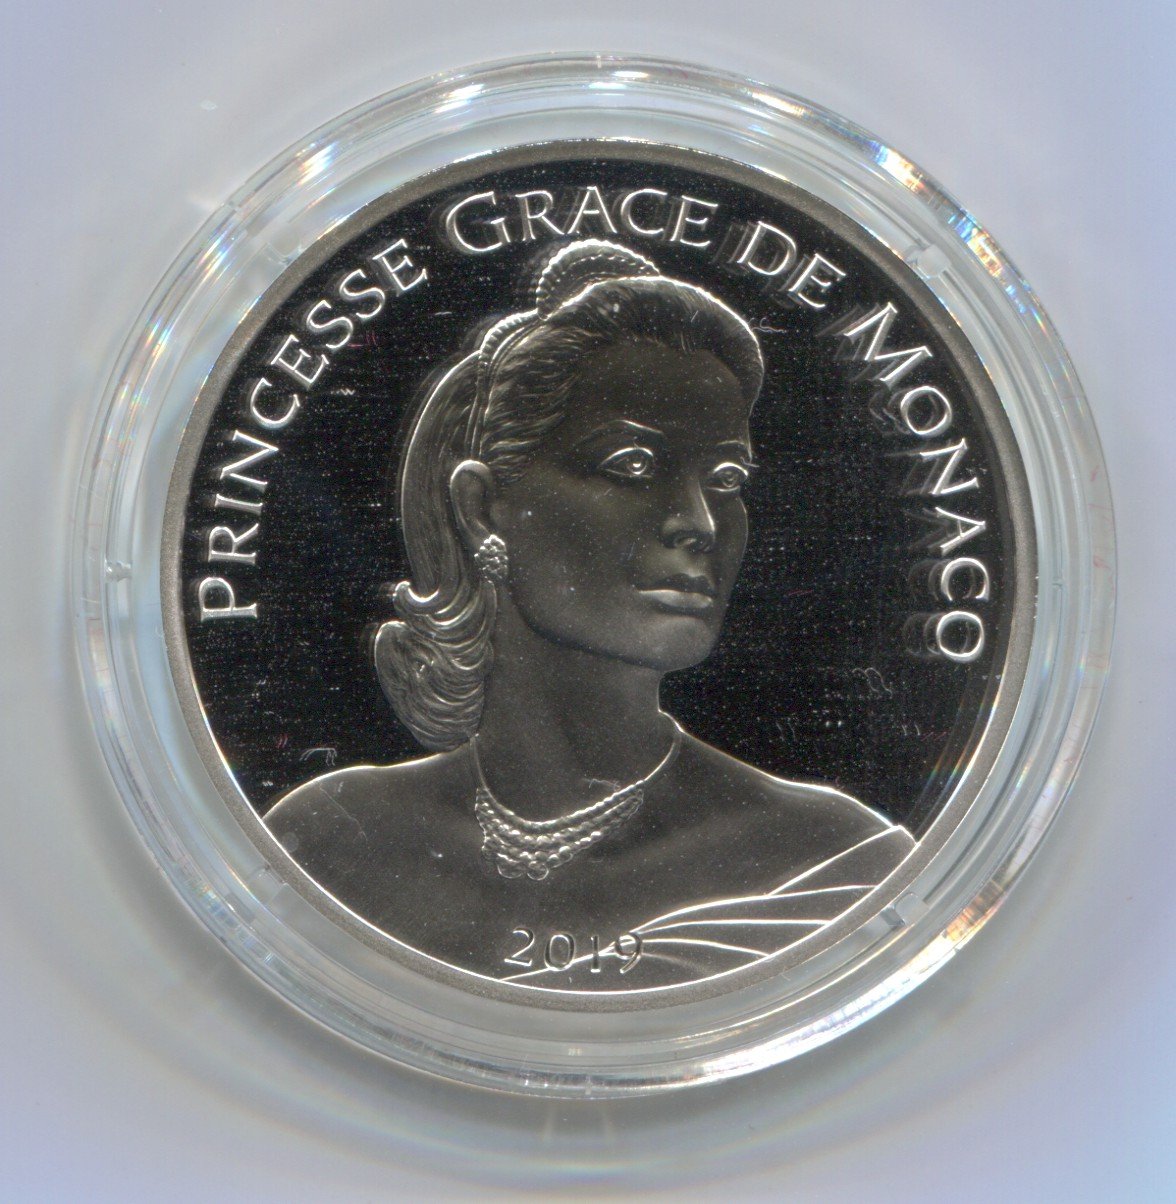 PRINCESSE GRACE DE MONACO
2019